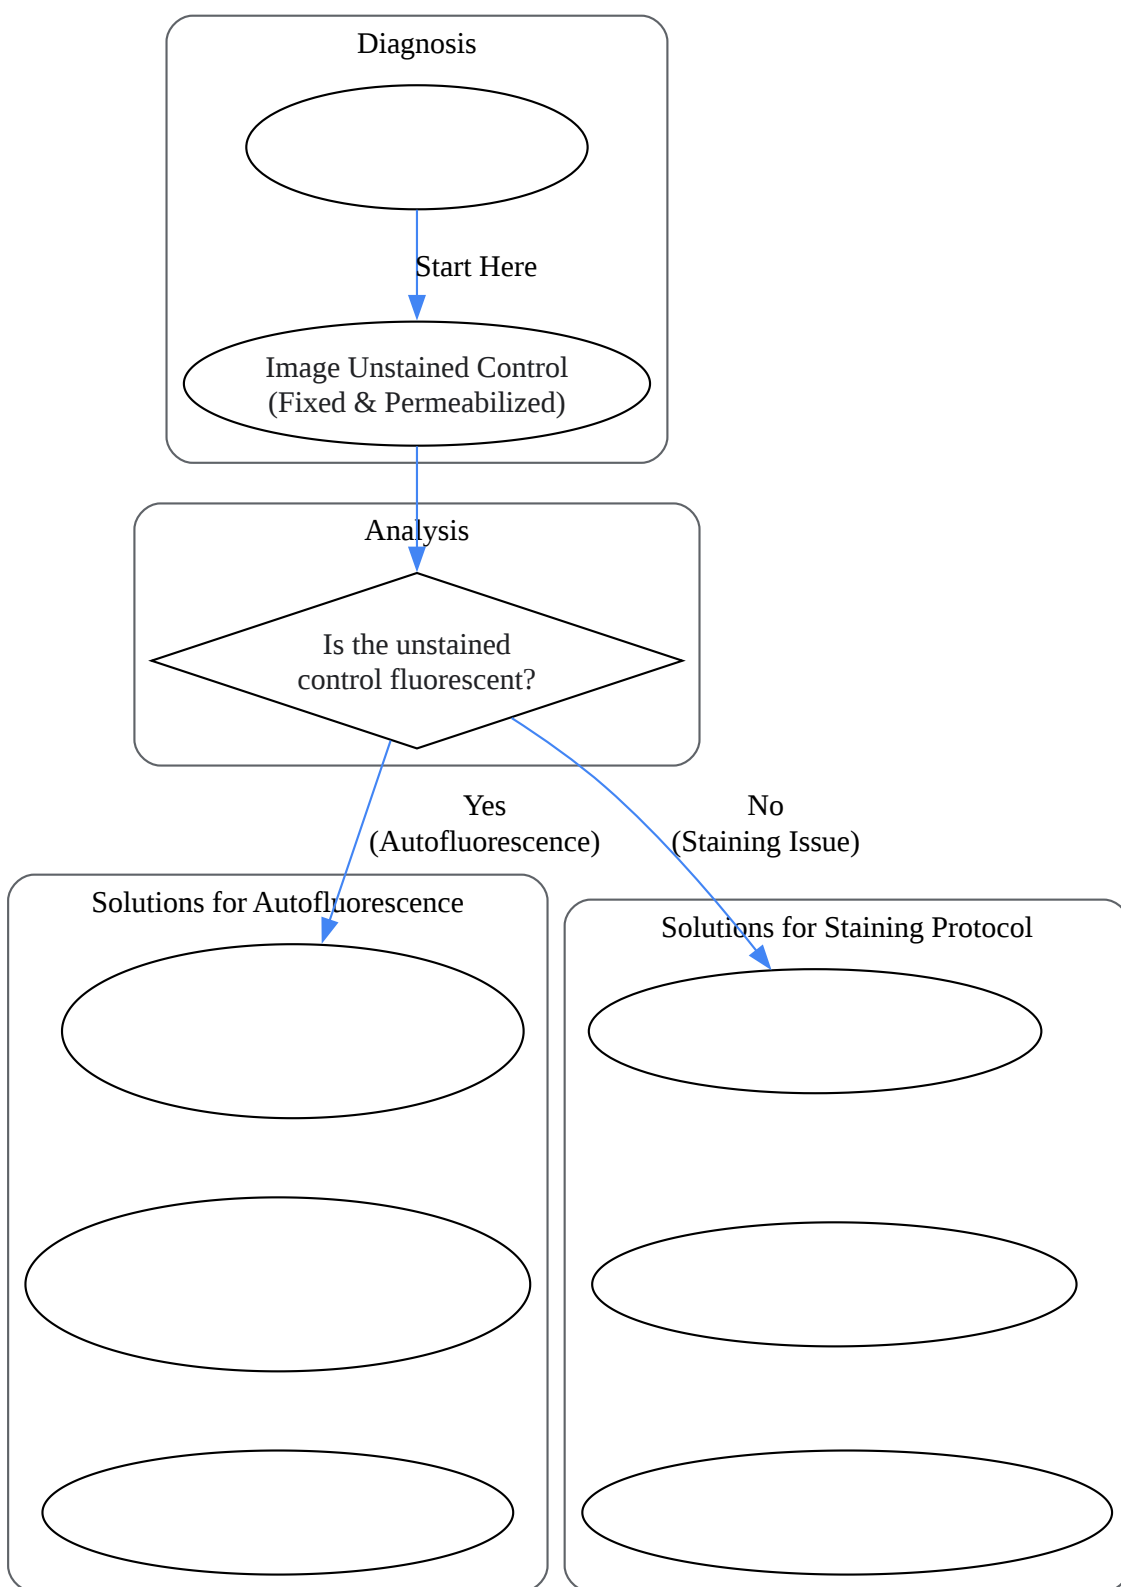 Diagnosis
Start Here
Image Unstained Control
(Fixed & Permeabilized)
Analysis
Is the unstained
control fluorescent?
Yes
(Autofluorescence)
No
(Staining Issue)
Solutions for Autofluorescence
Solutions for Staining Protocol